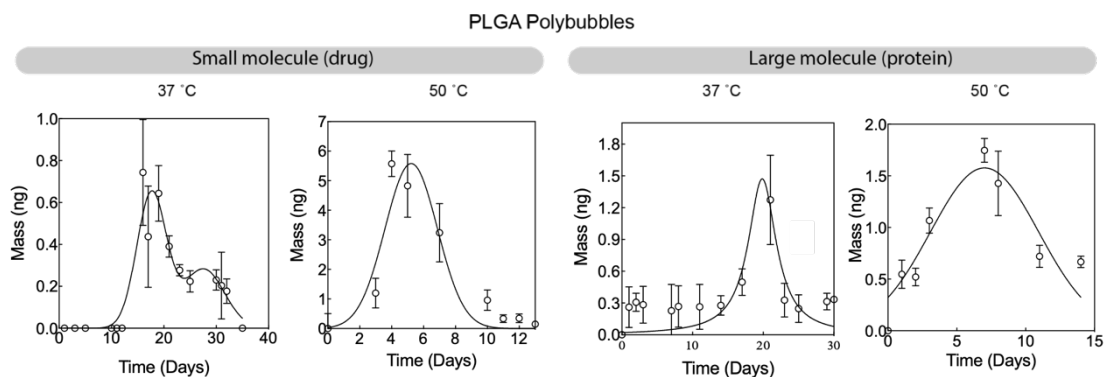 PLGA Polybubbles
Small molecule (drug)
Large molecule (protein)
37 ˚C
50 ˚C
37 ˚C
50 ˚C
Mass (ng)
1.0
0.8
0.6
0.4
0.2
0.0
0 10 20 30 40
Time (Days)
Mass (ng)
7
6
5
4
3
2
1
0
0 2 4 6 8 10 12
Time (Days)
Mass (ng)
1.8
1.5
1.2
0.9
0.6
0.3
0.0
0 10 20 30
Time (Days)
Mass (ng)
2.0
1.5
1.0
0.5
0.0
0 5 10 15
Time (Days)